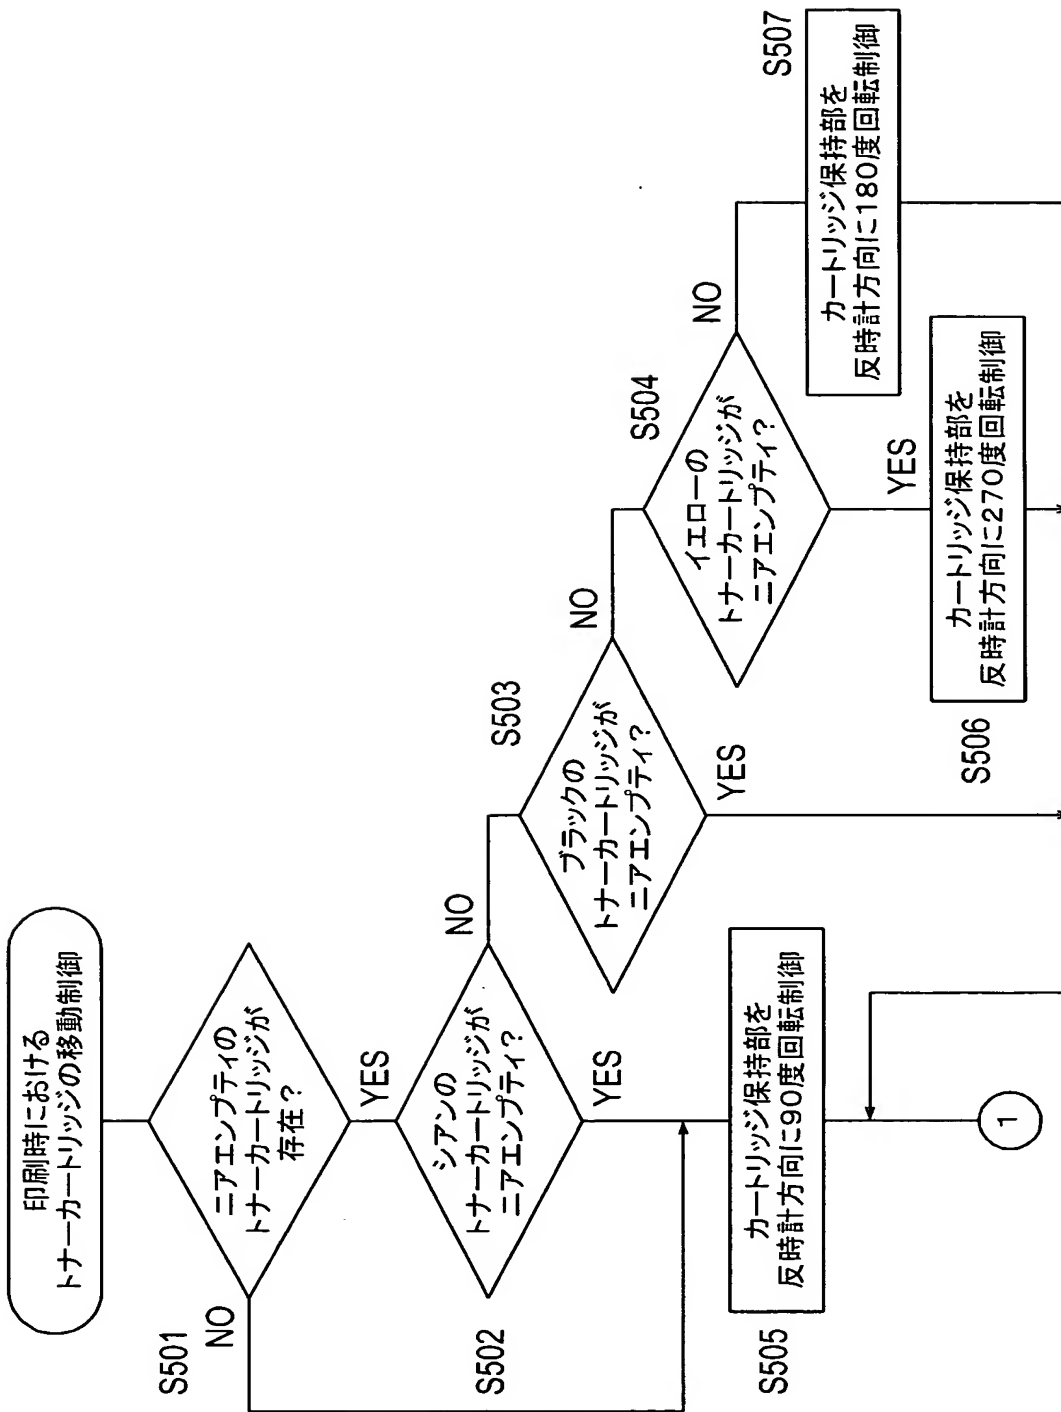 印刷時における
トナーカートリッジの移動制御
S501
ニアエンプティの
トナーカートリッジが
存在?
NO
YES
S502
シアンの
トナーカートリッジが
ニアエンプティ?
NO
YES
S503
ブラックの
トナーカートリッジが
ニアエンプティ?
NO
YES
S504
イエローの
トナーカートリッジが
ニアエンプティ?
NO
YES
S505
カートリッジ保持部を
反時計方向に90度回転制御
S506
カートリッジ保持部を
反時計方向に270度回転制御
S507
カートリッジ保持部を
反時計方向に180度回転制御
1